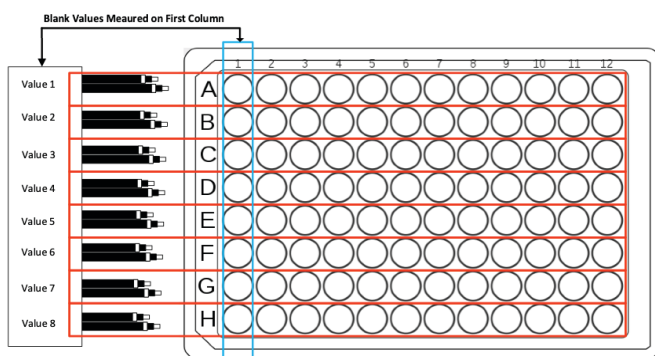 Blank Values Meaured on First Column
1 2 3 4 5 6 7 8 9 10 11 12
Value 1 A
Value 2 B
Value 3 C
Value 4 D
Value 5 E
Value 6 F
Value 7 G
Value 8 H